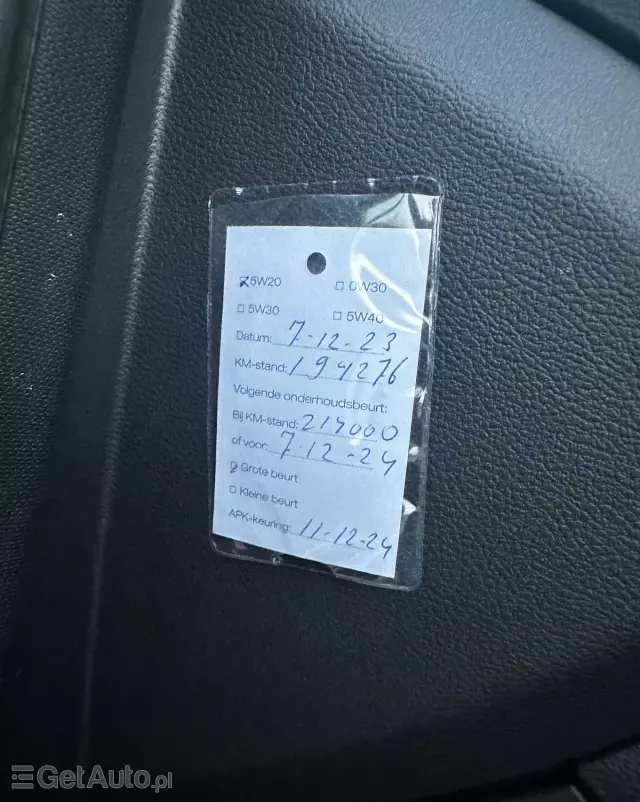 5W20 0W30
5W30 5W40
Datum: 7-12-23
KM-stand: 194276
Volgende onderhoudsbeurt:
Bij KM-stand: 214000
of voor: 7-12-24
Grote beurt
Kleine beurt
APK-keuring: 11-12-24
GetAuto.pl